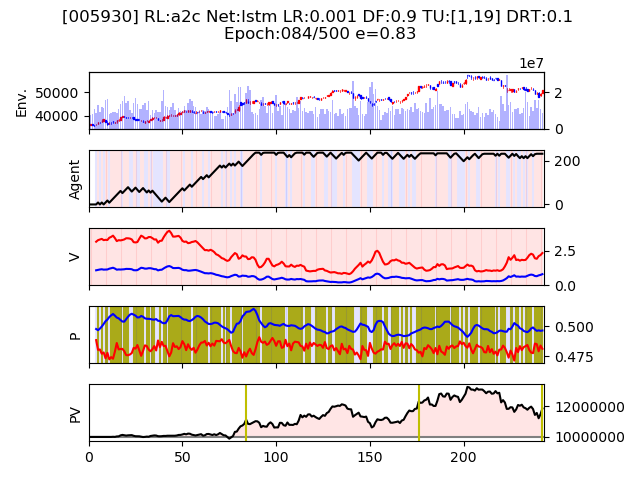 [005930] RL:a2c Net:lstm LR:0.001 DF:0.9 TU:[1,19] DRT:0.1
Epoch:084/500 e=0.83
1e7
Env.
50000
40000
2
0
Agent
200
0
V
2.5
0.0
P
0.500
0.475
PV
12000000
10000000
0 50 100 150 200